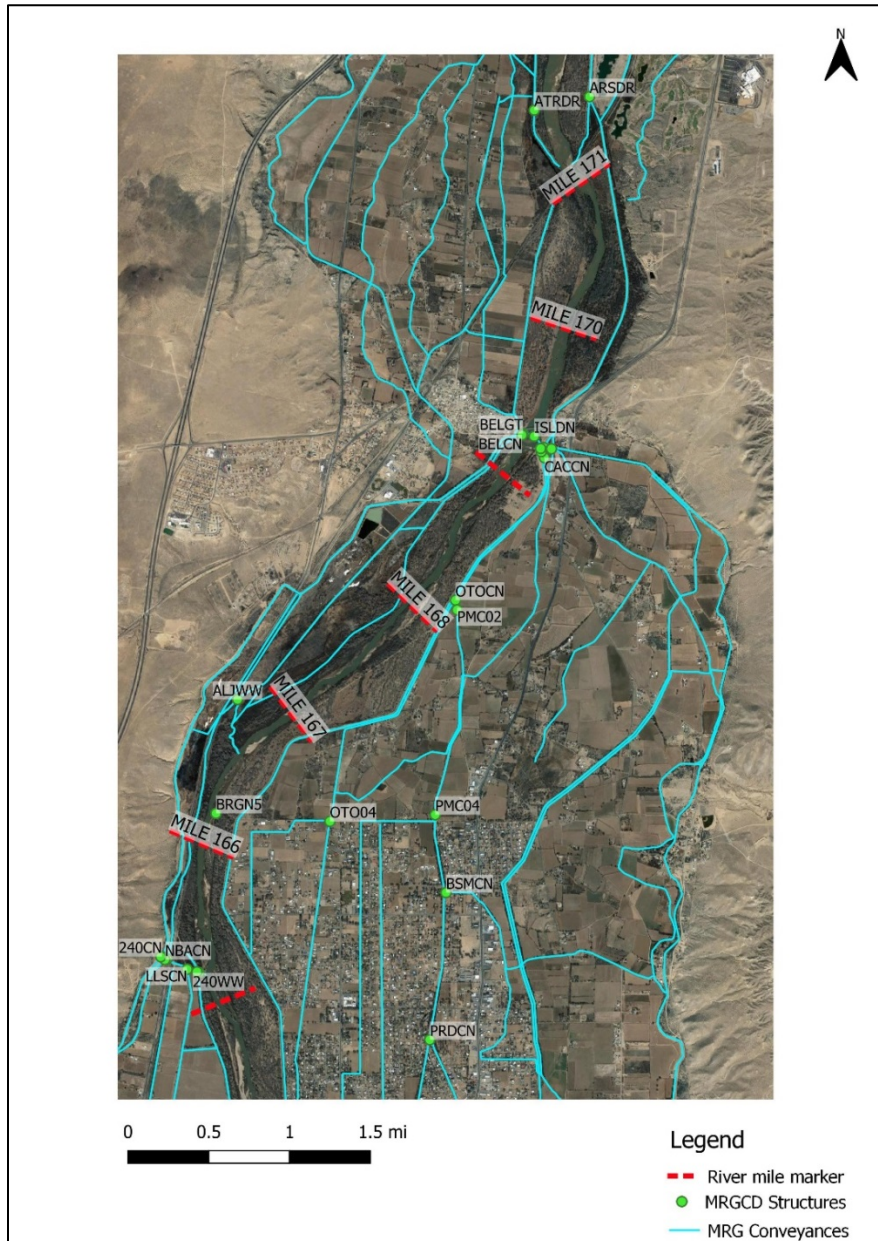 N
ATRDR
ARSDR
MILE 171
MILE 170
BELGT
ISLDN
BELCN
CACCN
MILE 168
OTOCN
PMC02
ALJWW
MILE 167
BRGN5
OTO04
PMC04
MILE 166
BSMCN
240CN
NBACN
LLSCN
240WW
PRDCN
0 0.5 1 1.5 mi
Legend
River mile marker
MRGCD Structures
MRG Conveyances